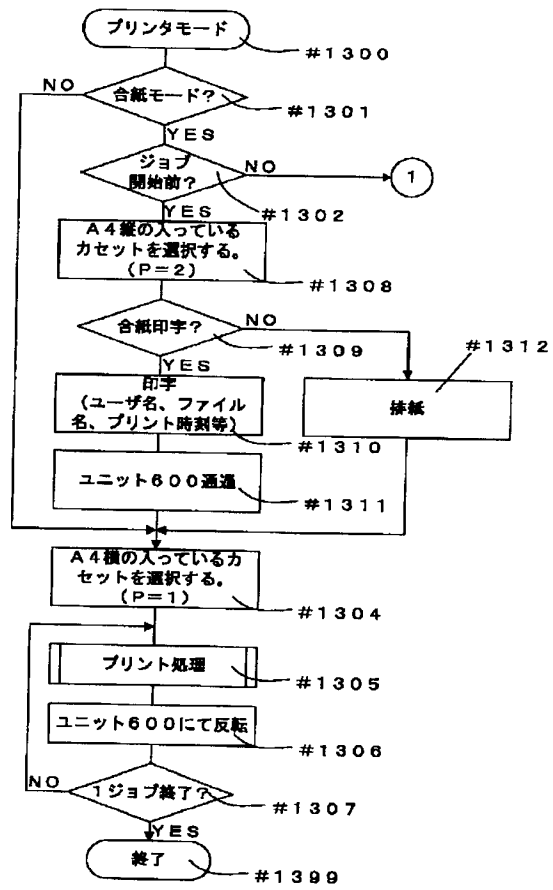 プリンタモード
#1300
NO
合紙モード?
#1301
YES
ジョブ
開始前?
NO
1
#1302
YES
A4縦の入っている
カセットを選択する。
(P=2)
#1308
合紙印字?
NO
#1309
#1312
YES
印字
(ユーザ名、ファイル
名、プリント時刻等)
#1310
排紙
ユニット600通過
#1311
A4横の入っているカ
セットを選択する。
(P=1)
#1304
プリント処理
#1305
ユニット600にて反転
#1306
NO
1ジョブ終了?
#1307
YES
終了
#1399